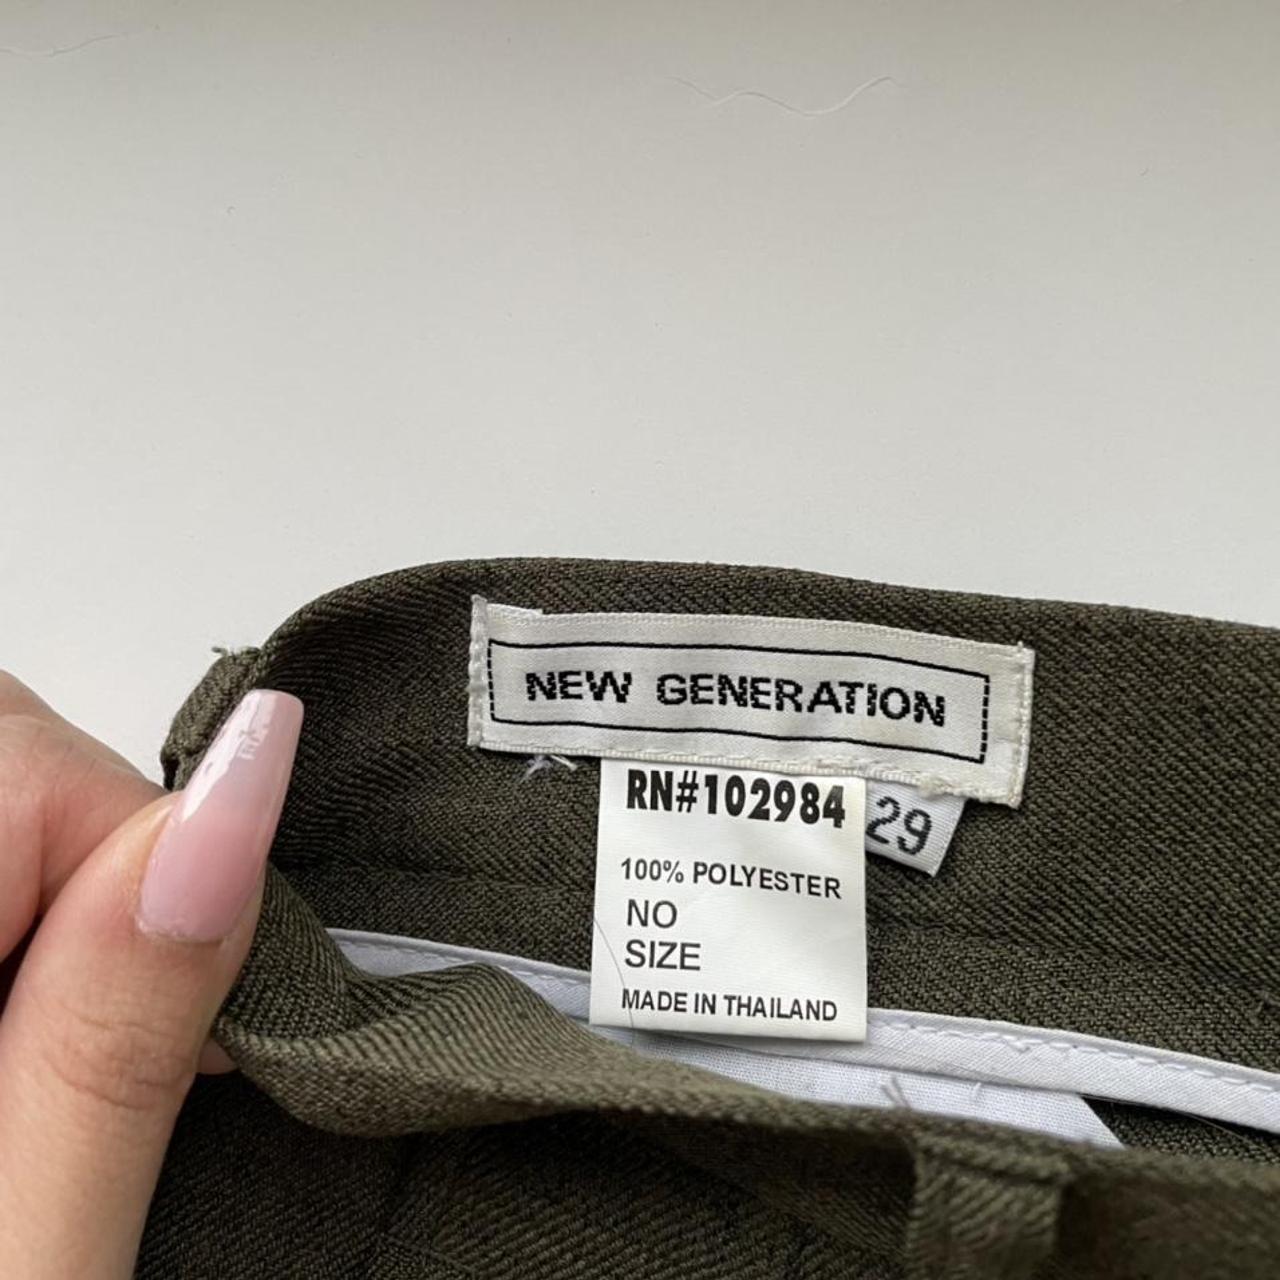 NEW GENERATION
RN#102984
29
100% POLYESTER
NO
SIZE
MADE IN THAILAND